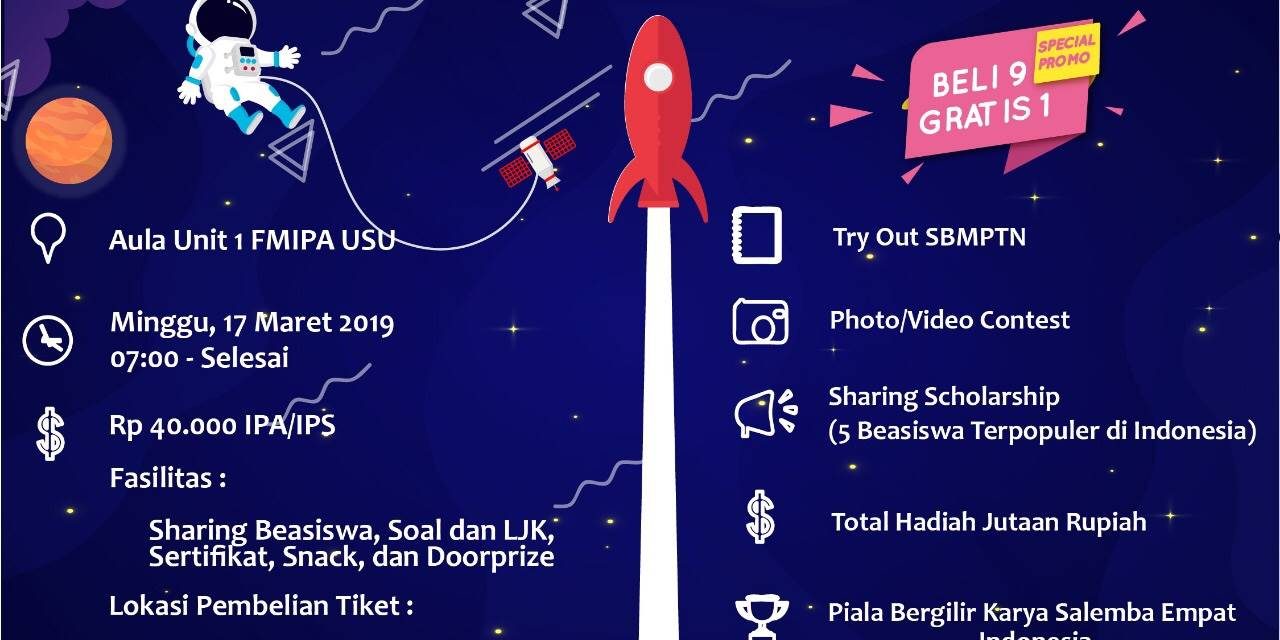 SPECIAL
PROMO
BELI 9
GRATIS 1
Aula Unit 1 FMIPA USU
Minggu, 17 Maret 2019
07:00 - Selesai
Rp 40.000 IPA/IPS
Fasilitas :
Sharing Beasiswa, Soal dan LJK,
Sertifikat, Snack, dan Doorprize
Lokasi Pembelian Tiket :
Try Out SBMPTN
Photo/Video Contest
Sharing Scholarship
(5 Beasiswa Terpopuler di Indonesia)
Total Hadiah Jutaan Rupiah
Piala Bergilir Karya Salemba Empat
Indonesia